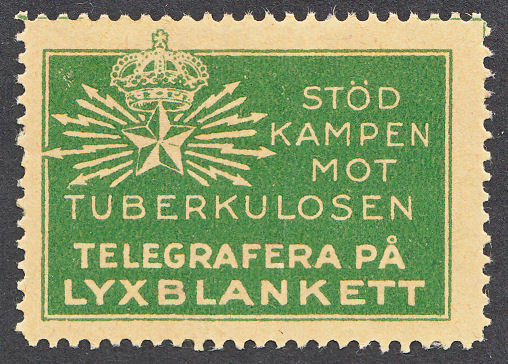 STÖD
KAMPEN
MOT
TUBERKULOSEN
TELEGRAFERA PÅ
LYXBLANKETT